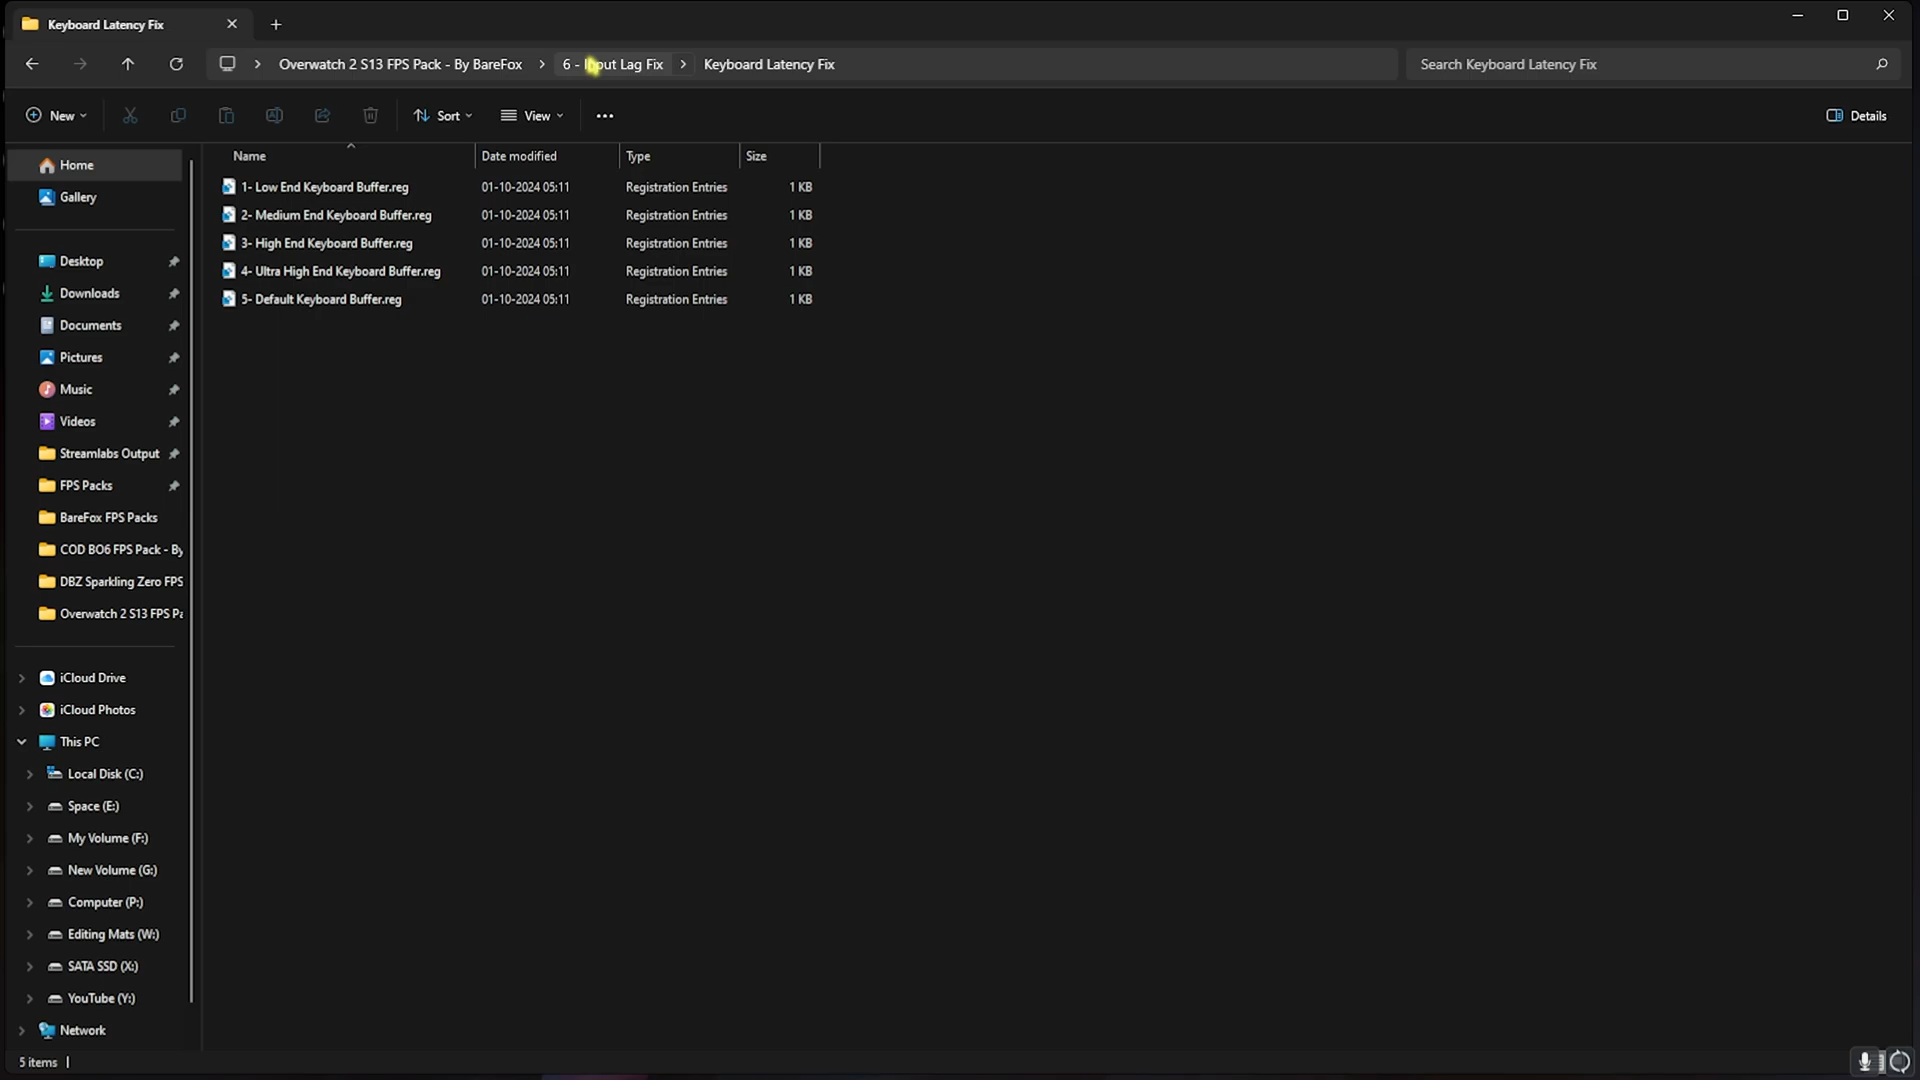 Keyboard Latency Fix
Overwatch 2 S13 FPS Pack - By BareFox
6 - Input Lag Fix
Keyboard Latency Fix
Search Keyboard Latency Fix
New
Sort
View
Details
Name
Date modified
Type
Size
1- Low End Keyboard Buffer.reg 01-10-2024 05:11 Registration Entries 1 KB
2- Medium End Keyboard Buffer.reg 01-10-2024 05:11 Registration Entries 1 KB
3- High End Keyboard Buffer.reg 01-10-2024 05:11 Registration Entries 1 KB
4- Ultra High End Keyboard Buffer.reg 01-10-2024 05:11 Registration Entries 1 KB
5- Default Keyboard Buffer.reg 01-10-2024 05:11 Registration Entries 1 KB
Home
Gallery
Desktop
Downloads
Documents
Pictures
Music
Videos
Streamlabs Output
FPS Packs
BareFox FPS Packs
COD BO6 FPS Pack - By
DBZ Sparkling Zero FPS
Overwatch 2 S13 FPS Pa
iCloud Drive
iCloud Photos
This PC
Local Disk (C:)
Space (E:)
My Volume (F:)
New Volume (G:)
Computer (P:)
Editing Mats (W:)
SATA SSD (X:)
YouTube (Y:)
Network
5 items